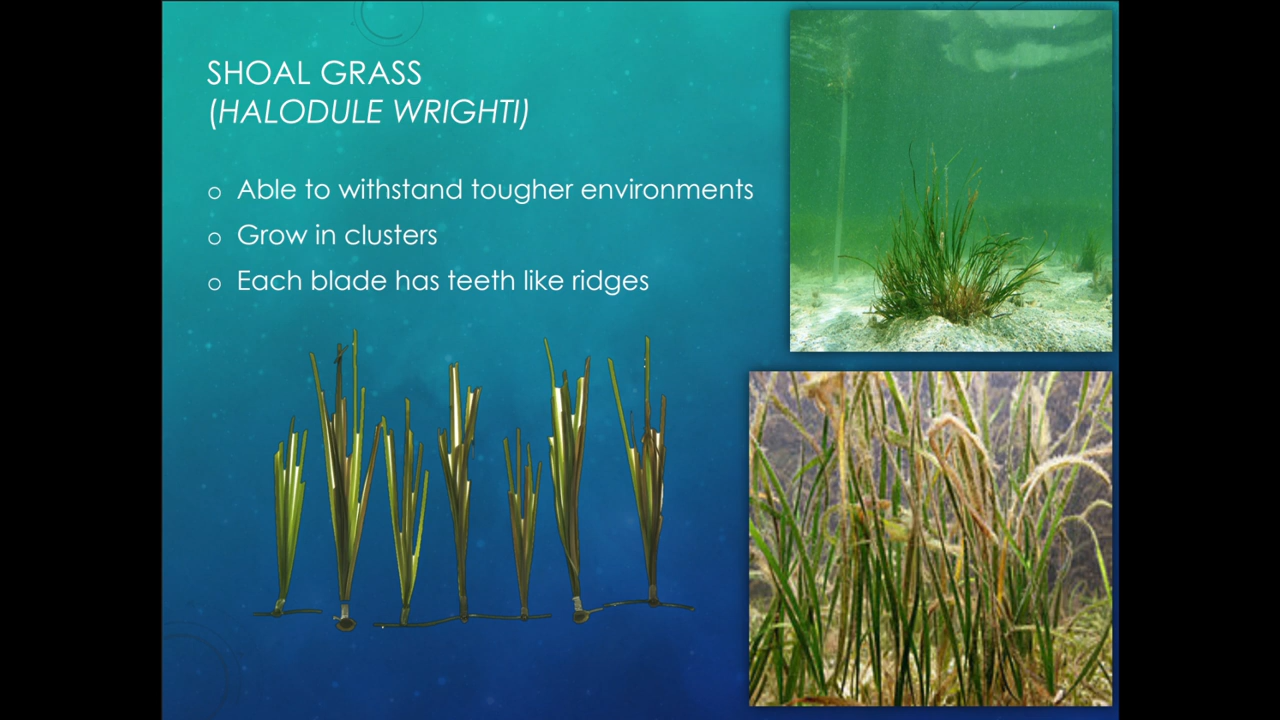 SHOAL GRASS
(HALODULE WRIGHTI)
o Able to withstand tougher environments
o Grow in clusters
o Each blade has teeth like ridges